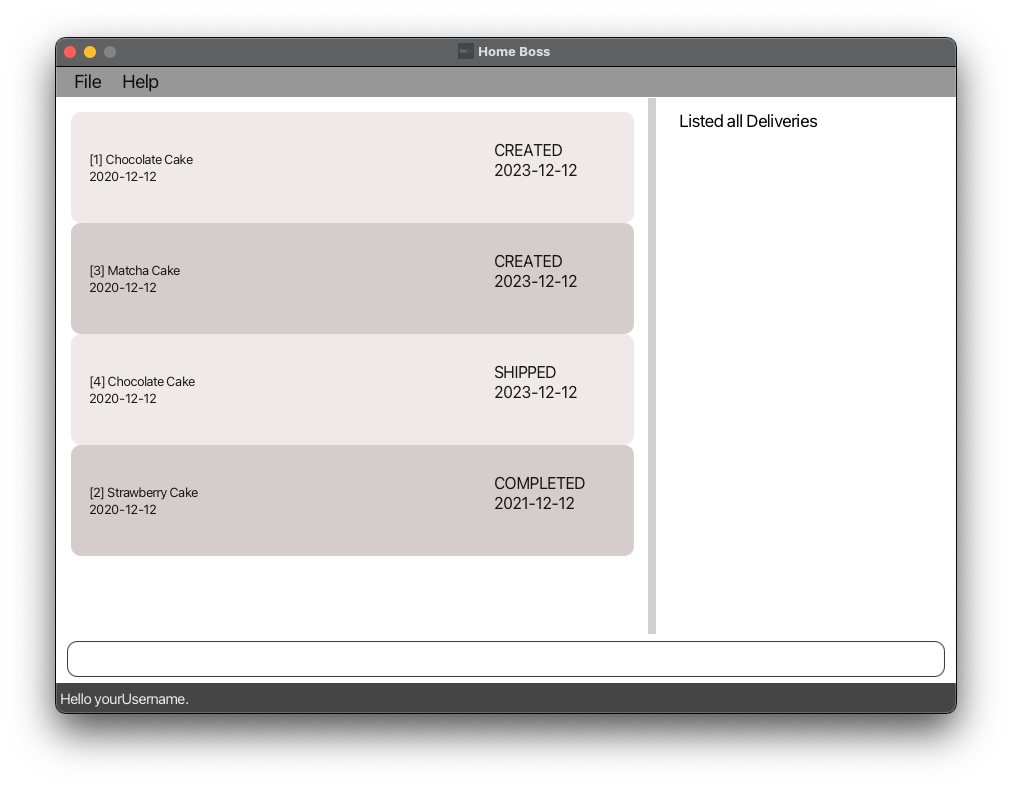 Home Boss
File Help
[1] Chocolate Cake
2020-12-12
CREATED
2023-12-12
[3] Matcha Cake
2020-12-12
CREATED
2023-12-12
[4] Chocolate Cake
2020-12-12
SHIPPED
2023-12-12
[2] Strawberry Cake
2020-12-12
COMPLETED
2021-12-12
Listed all Deliveries
Hello yourUsername.